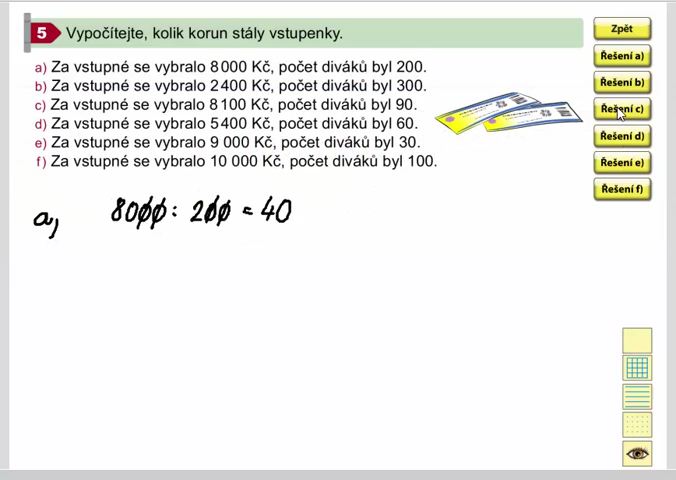 5 Vypočítejte, kolik korun stály vstupenky.
a) Za vstupné se vybralo 8 000 Kč, počet diváků byl 200.
b) Za vstupné se vybralo 2 400 Kč, počet diváků byl 300.
c) Za vstupné se vybralo 8 100 Kč, počet diváků byl 90.
d) Za vstupné se vybralo 5 400 Kč, počet diváků byl 60.
e) Za vstupné se vybralo 9 000 Kč, počet diváků byl 30.
f) Za vstupné se vybralo 10 000 Kč, počet diváků byl 100.
a) 8000 : 200 = 40
Zpět
Řešení a)
Řešení b)
Řešení c)
Řešení d)
Řešení e)
Řešení f)